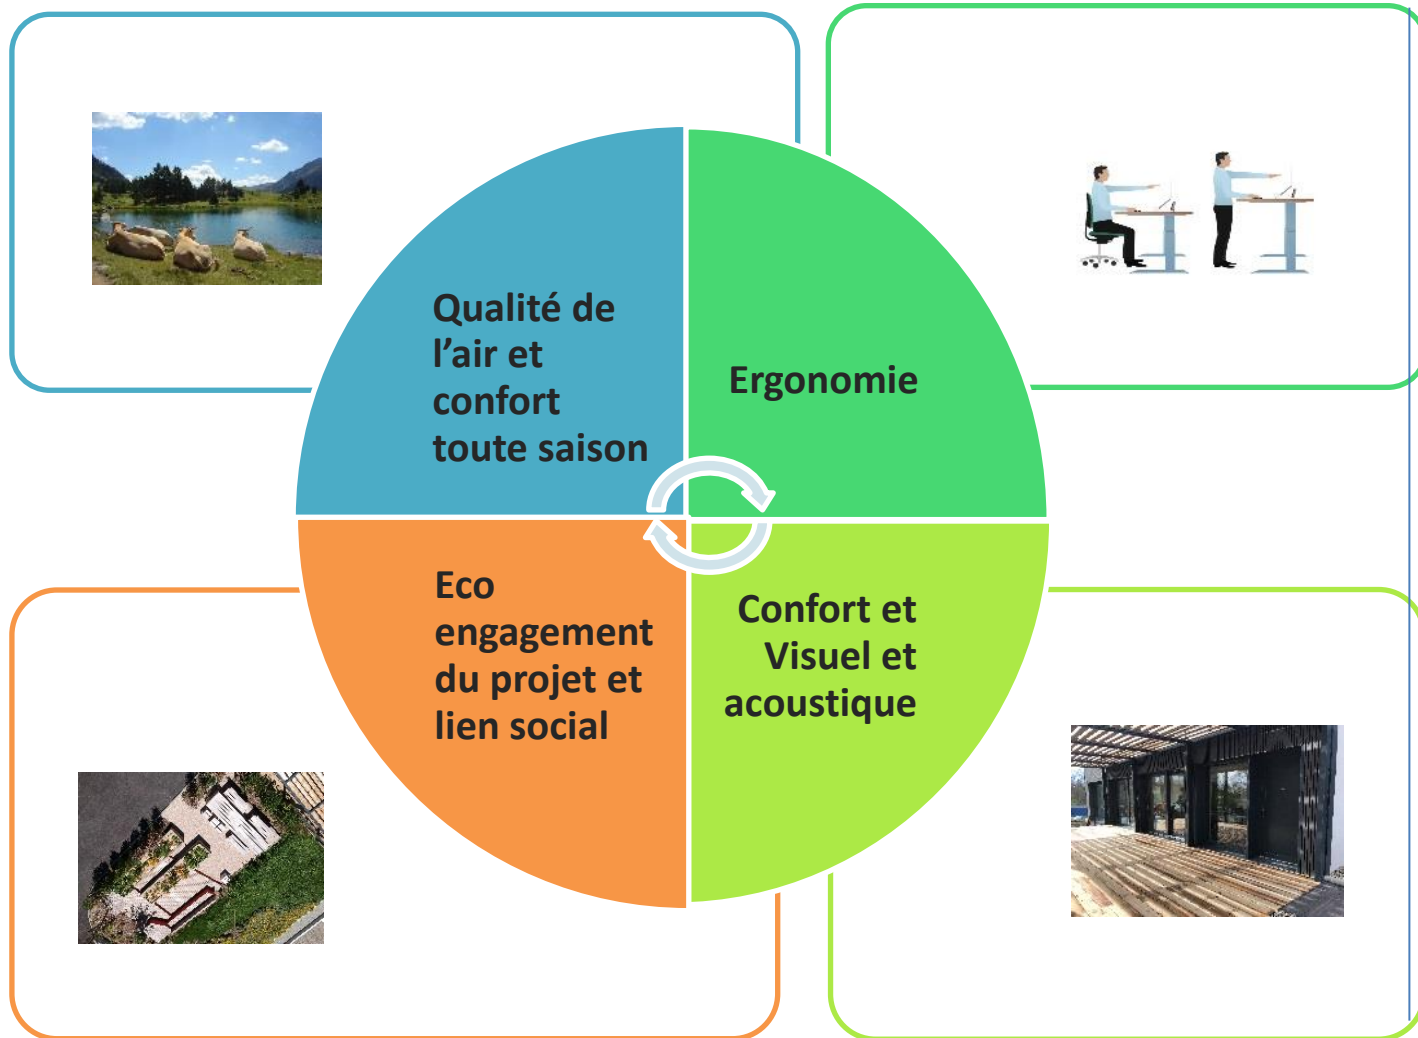 Qualité de
l’air et
confort
toute saison
Ergonomie
Eco
engagement
du projet et
lien social
Confort et
Visuel et
acoustique